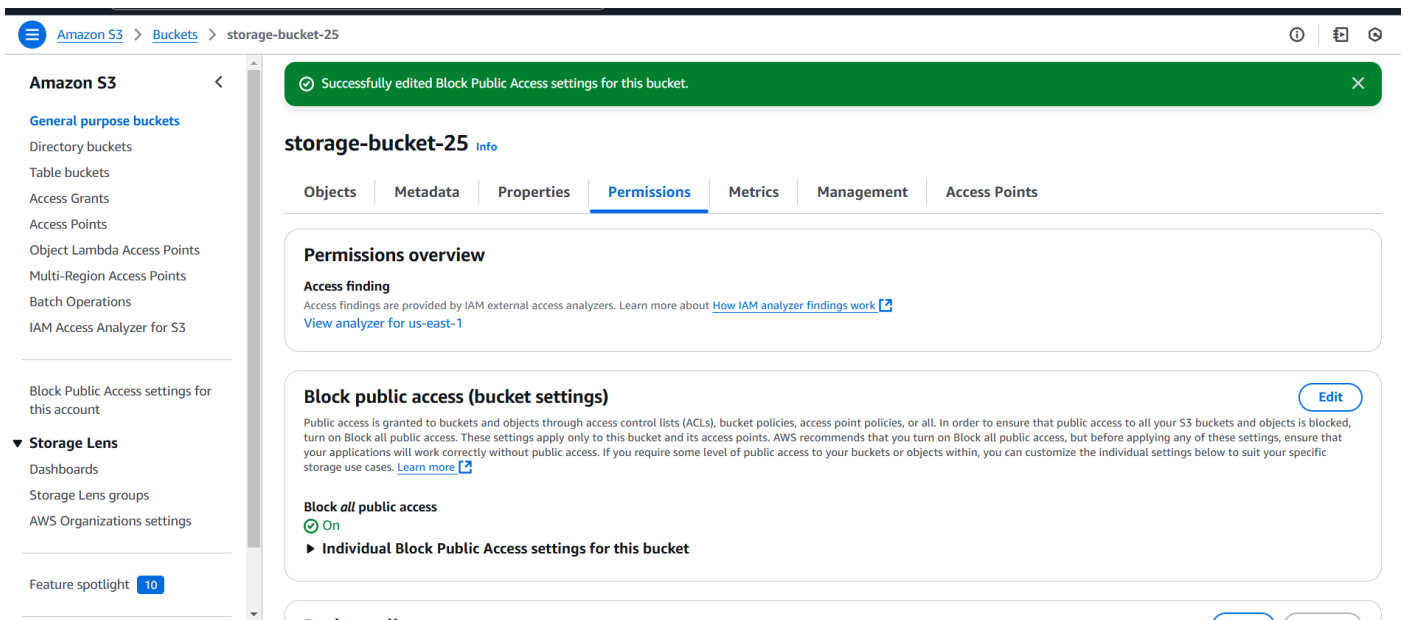 Amazon S3 > Buckets > storage-bucket-25
Amazon S3
General purpose buckets
Directory buckets
Table buckets
Access Grants
Access Points
Object Lambda Access Points
Multi-Region Access Points
Batch Operations
IAM Access Analyzer for S3
Block Public Access settings for
this account
Storage Lens
Dashboards
Storage Lens groups
AWS Organizations settings
Feature spotlight 10
Successfully edited Block Public Access settings for this bucket.
storage-bucket-25 Info
Objects Metadata Properties Permissions Metrics Management Access Points
Permissions overview
Access finding
Access findings are provided by IAM external access analyzers. Learn more about How IAM analyzer findings work
View analyzer for us-east-1
Block public access (bucket settings)
Edit
Public access is granted to buckets and objects through access control lists (ACLs), bucket policies, access point policies, or all. In order to ensure that public access to all your S3 buckets and objects is blocked,
turn on Block all public access. These settings apply only to this bucket and its access points. AWS recommends that you turn on Block all public access, but before applying any of these settings, ensure that
your applications will work correctly without public access. If you require some level of public access to your buckets or objects within, you can customize the individual settings below to suit your specific
storage use cases. Learn more
Block all public access
On
Individual Block Public Access settings for this bucket